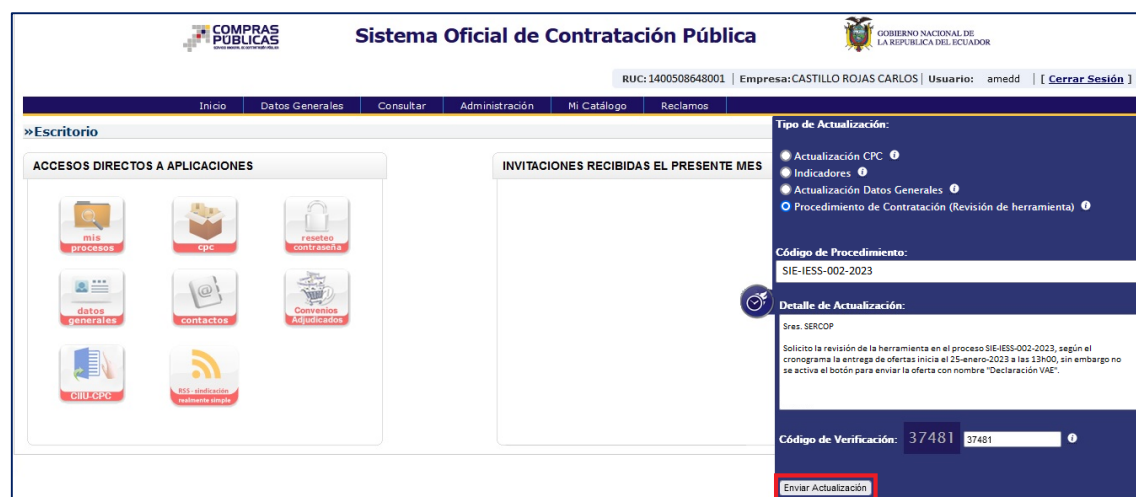 COMPRAS
PÚBLICAS
Sistema Oficial de Contratación Pública
GOBIERNO NACIONAL DE
LA REPUBLICA DEL ECUADOR
RUC: 1400508648001 | Empresa:CASTILLO ROJAS CARLOS | Usuario: amedd | [ Cerrar Sesión ]
Inicio Datos Generales Consultar Administración Mi Catálogo Reclamos
»Escritorio
ACCESOS DIRECTOS A APLICACIONES
mis
procesos
cpc
reseteo
contraseña
datos
generales
contactos
Convenios
Adjudicados
CIIU-CPC
RSS - sindicación
realmente simple
INVITACIONES RECIBIDAS EL PRESENTE MES
Tipo de Actualización:
Actualización CPC
Indicadores
Actualización Datos Generales
Procedimiento de Contratación (Revisión de herramienta)
Código de Procedimiento:
SIE-IESS-002-2023
Detalle de Actualización:
Sres. SERCOP
Solicito la revisión de la herramienta en el proceso SIE-IESS-002-2023, según el
cronograma la entrega de ofertas inicia el 25-enero-2023 a las 13h00, sin embargo no
se activa el botón para enviar la oferta con nombre "Declaración VAE".
Código de Verificación: 37481 37481
Enviar Actualización